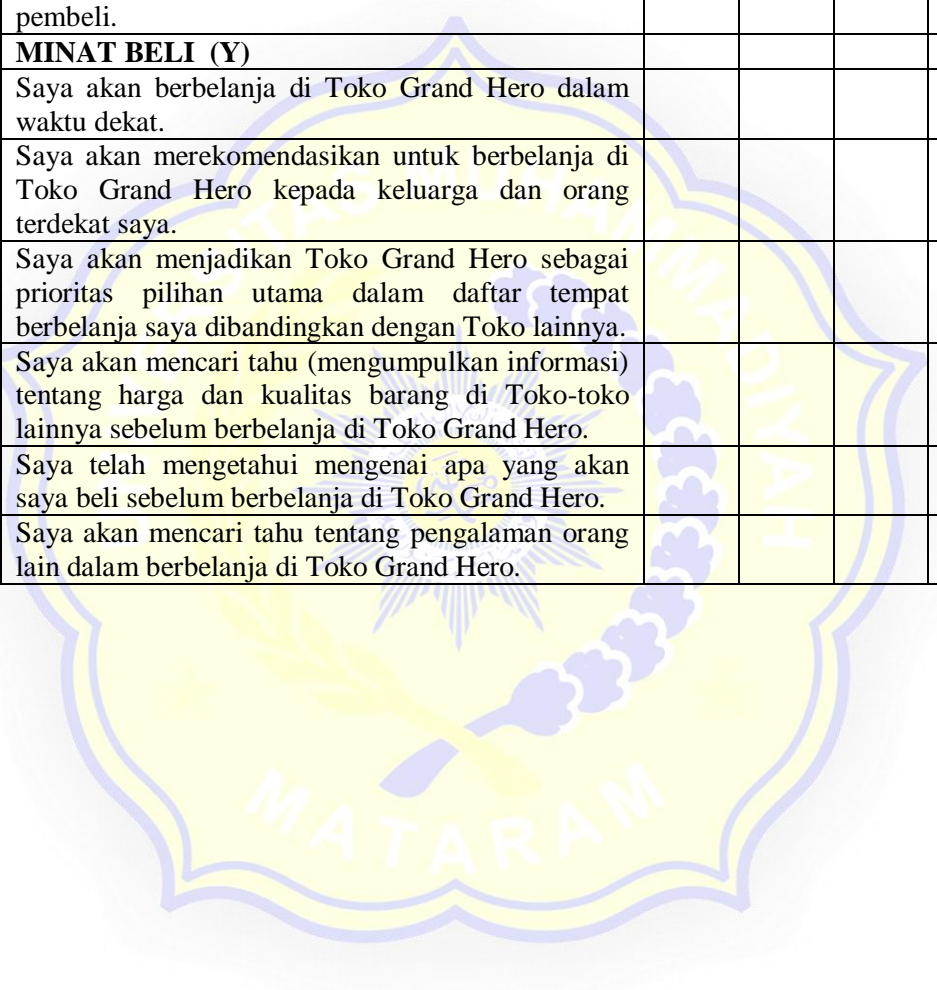 pembeli.
MINAT BELI (Y)
Saya akan berbelanja di Toko Grand Hero dalam
waktu dekat.
Saya akan merekomendasikan untuk berbelanja di
Toko Grand Hero kepada keluarga dan orang
terdekat saya.
Saya akan menjadikan Toko Grand Hero sebagai
prioritas pilihan utama dalam daftar tempat
berbelanja saya dibandingkan dengan Toko lainnya.
Saya akan mencari tahu (mengumpulkan informasi)
tentang harga dan kualitas barang di Toko-toko
lainnya sebelum berbelanja di Toko Grand Hero.
Saya telah mengetahui mengenai apa yang akan
saya beli sebelum berbelanja di Toko Grand Hero.
Saya akan mencari tahu tentang pengalaman orang
lain dalam berbelanja di Toko Grand Hero.
MUHAMMADIYAH
MATARAM